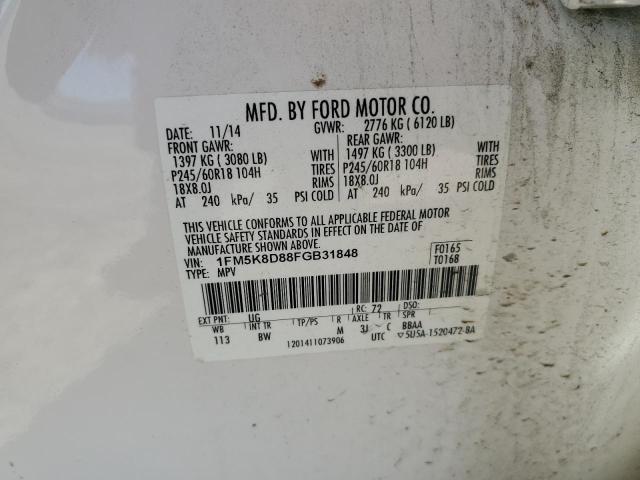 MFD. BY FORD MOTOR CO.
DATE: 11/14 GVWR: 2776 KG ( 6120 LB)
FRONT GAWR: REAR GAWR:
1397 KG ( 3080 LB) WITH 1497 KG ( 3300 LB) WITH
P245/60R18 104H TIRES P245/60R18 104H TIRES
18X8.0J RIMS 18X8.0J RIMS
AT 240 kPa/ 35 PSI COLD AT 240 kPa/ 35 PSI COLD
THIS VEHICLE CONFORMS TO ALL APPLICABLE FEDERAL MOTOR
VEHICLE SAFETY STANDARDS IN EFFECT ON THE DATE OF
MANUFACTURE SHOWN ABOVE.
VIN: 1FM5K8D88FGB31848 F0165
TYPE: MPV T0168
EXT PNT: UG RC: 72 DSO:
WB INT TR TP/PS R AXLE TR SPR
113 BW M 3J C BBAA
1201411073906 UTC ▽5U5A-1520472-BA